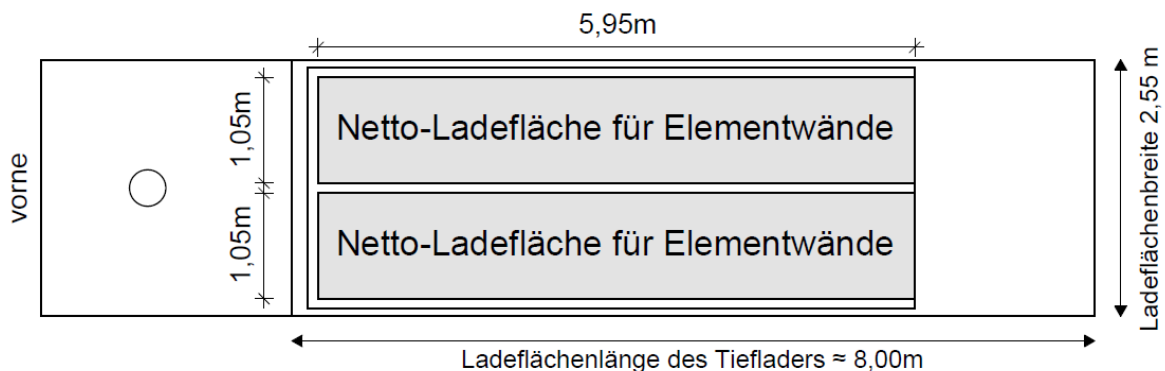 5,95m
vorne
1,05m
Netto-Ladefläche für Elementwände
1,05m
Netto-Ladefläche für Elementwände
Ladeflächenbreite 2,55 m
Ladeflächenlänge des Tiefladers ≈ 8,00m